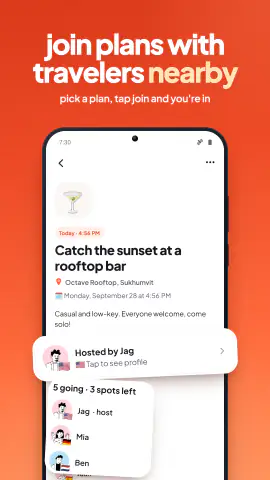 join plans with
travelers nearby
pick a plan, tap join and you're in
7:30
Today · 4:56 PM
Catch the sunset at a
rooftop bar
Octave Rooftop, Sukhumvit
Monday, September 28 at 4:56 PM
Casual and low-key. Everyone welcome, come
solo!
Hosted by Jag
Tap to see profile
5 going · 3 spots left
Jag · host
Mia
Ben